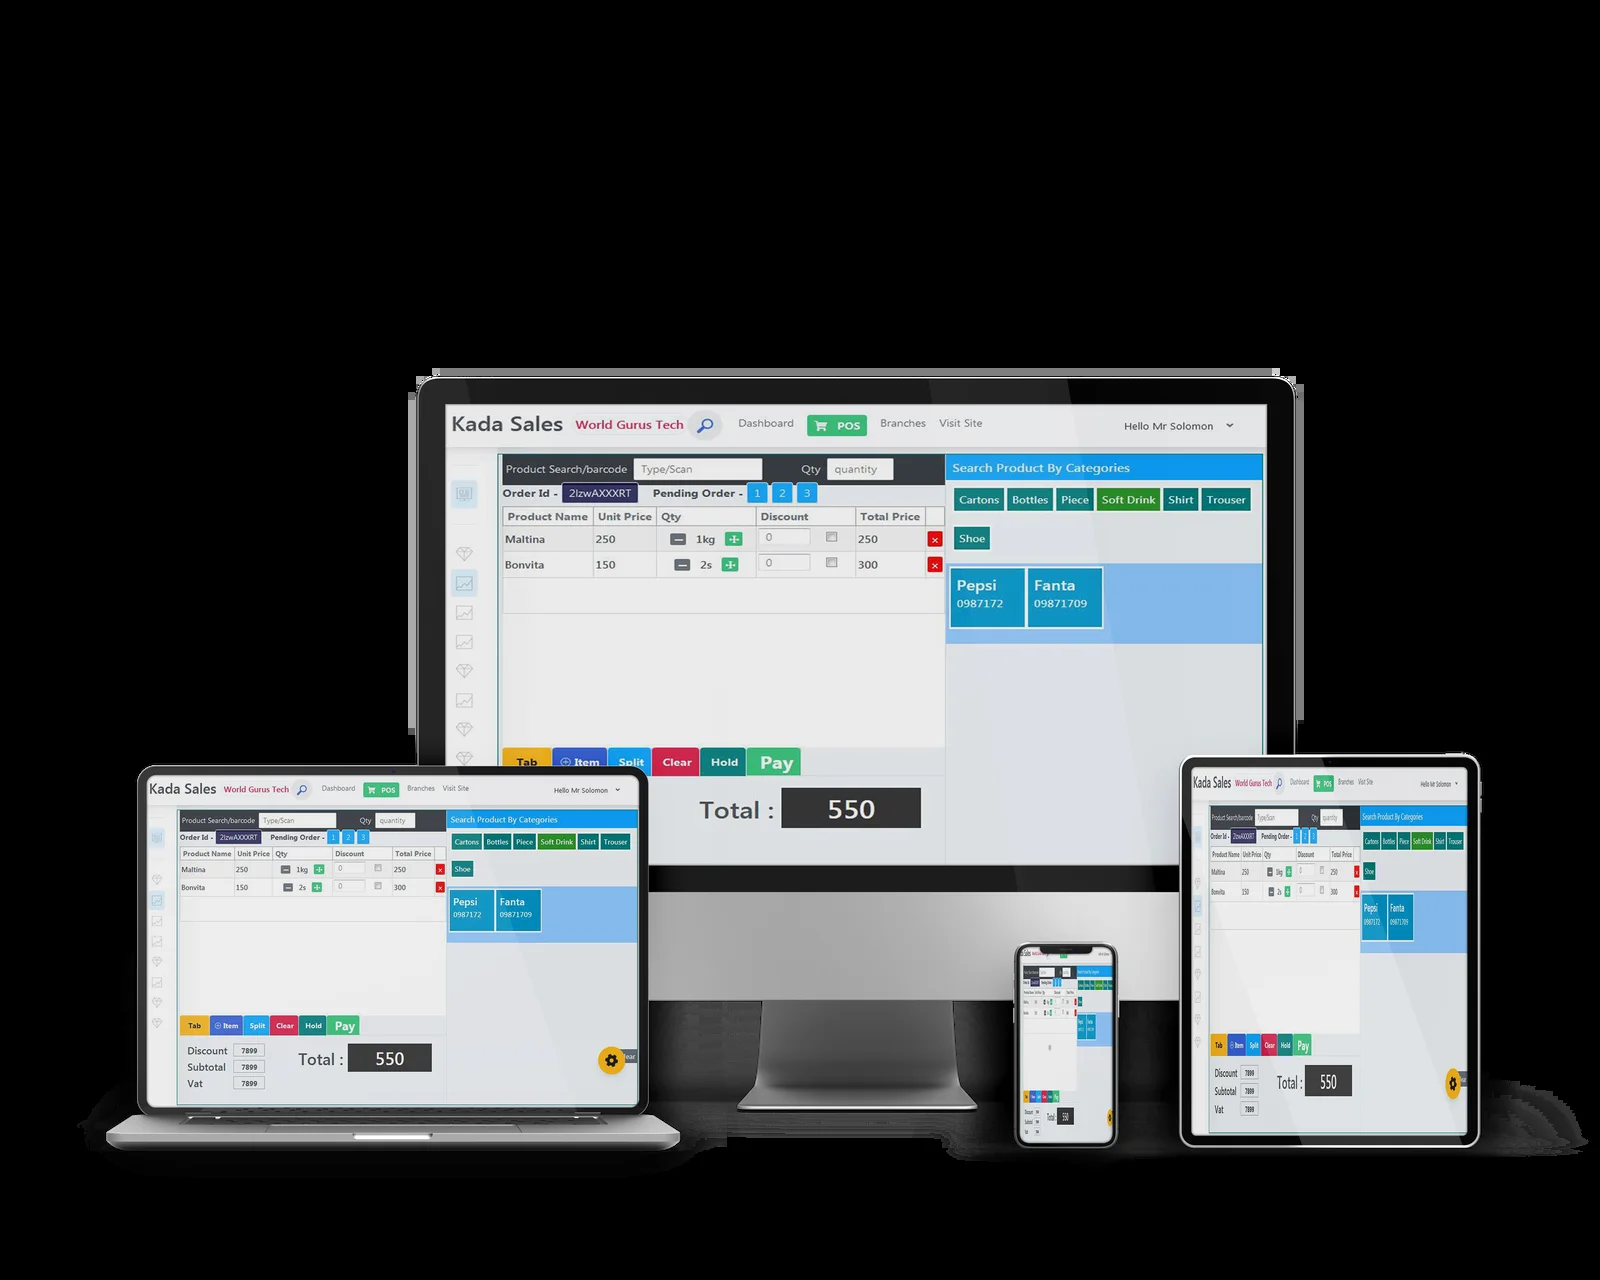 Kada Sales World Gurus Tech Dashboard POS Branches Visit Site Hello Mr Solomon
Product Search/barcode Type/Scan Qty quantity
Order Id - 2IzwAXXXRT Pending Order - 1 2 3
Product Name Unit Price Qty Discount Total Price
Maltina 250 1kg 0 250
Bonvita 150 2s 0 300
Search Product By Categories
Cartons Bottles Piece Soft Drink Shirt Trouser
Shoe
Pepsi Fanta
0987172 09871709
Tab Item Split Clear Hold Pay
Total : 550
Kada Sales World Gurus Tech Dashboard POS Branches Visit Site Hello Mr Solomon
Product Search/barcode Type/Scan Qty quantity
Order Id - 2IzwAXXXRT Pending Order - 1 2 3
Product Name Unit Price Qty Discount Total Price
Maltina 250 1kg 0 250
Bonvita 150 2s 0 300
Search Product By Categories
Cartons Bottles Piece Soft Drink Shirt Trouser
Shoe
Pepsi Fanta
0987172 09871709
Tab Item Split Clear Hold Pay
Discount 7899
Subtotal 7899
Vat 7899
Total : 550
Kada Sales World Gurus Tech Dashboard POS Branches Visit Site Hello Mr Solomon
Product Search/barcode Type/Scan Qty quantity
Order Id - 2IzwAXXXRT Pending Order - 1 2 3
Product Name Unit Price Qty Discount Total Price
Maltina 250 1kg 0 250
Bonvita 150 2s 0 300
Search Product By Categories
Cartons Bottles Piece Soft Drink Shirt Trouser
Shoe
Pepsi Fanta
0987172 09871709
Tab Item Split Clear Hold Pay
Discount 7899
Subtotal 7899
Vat 7899
Total : 550